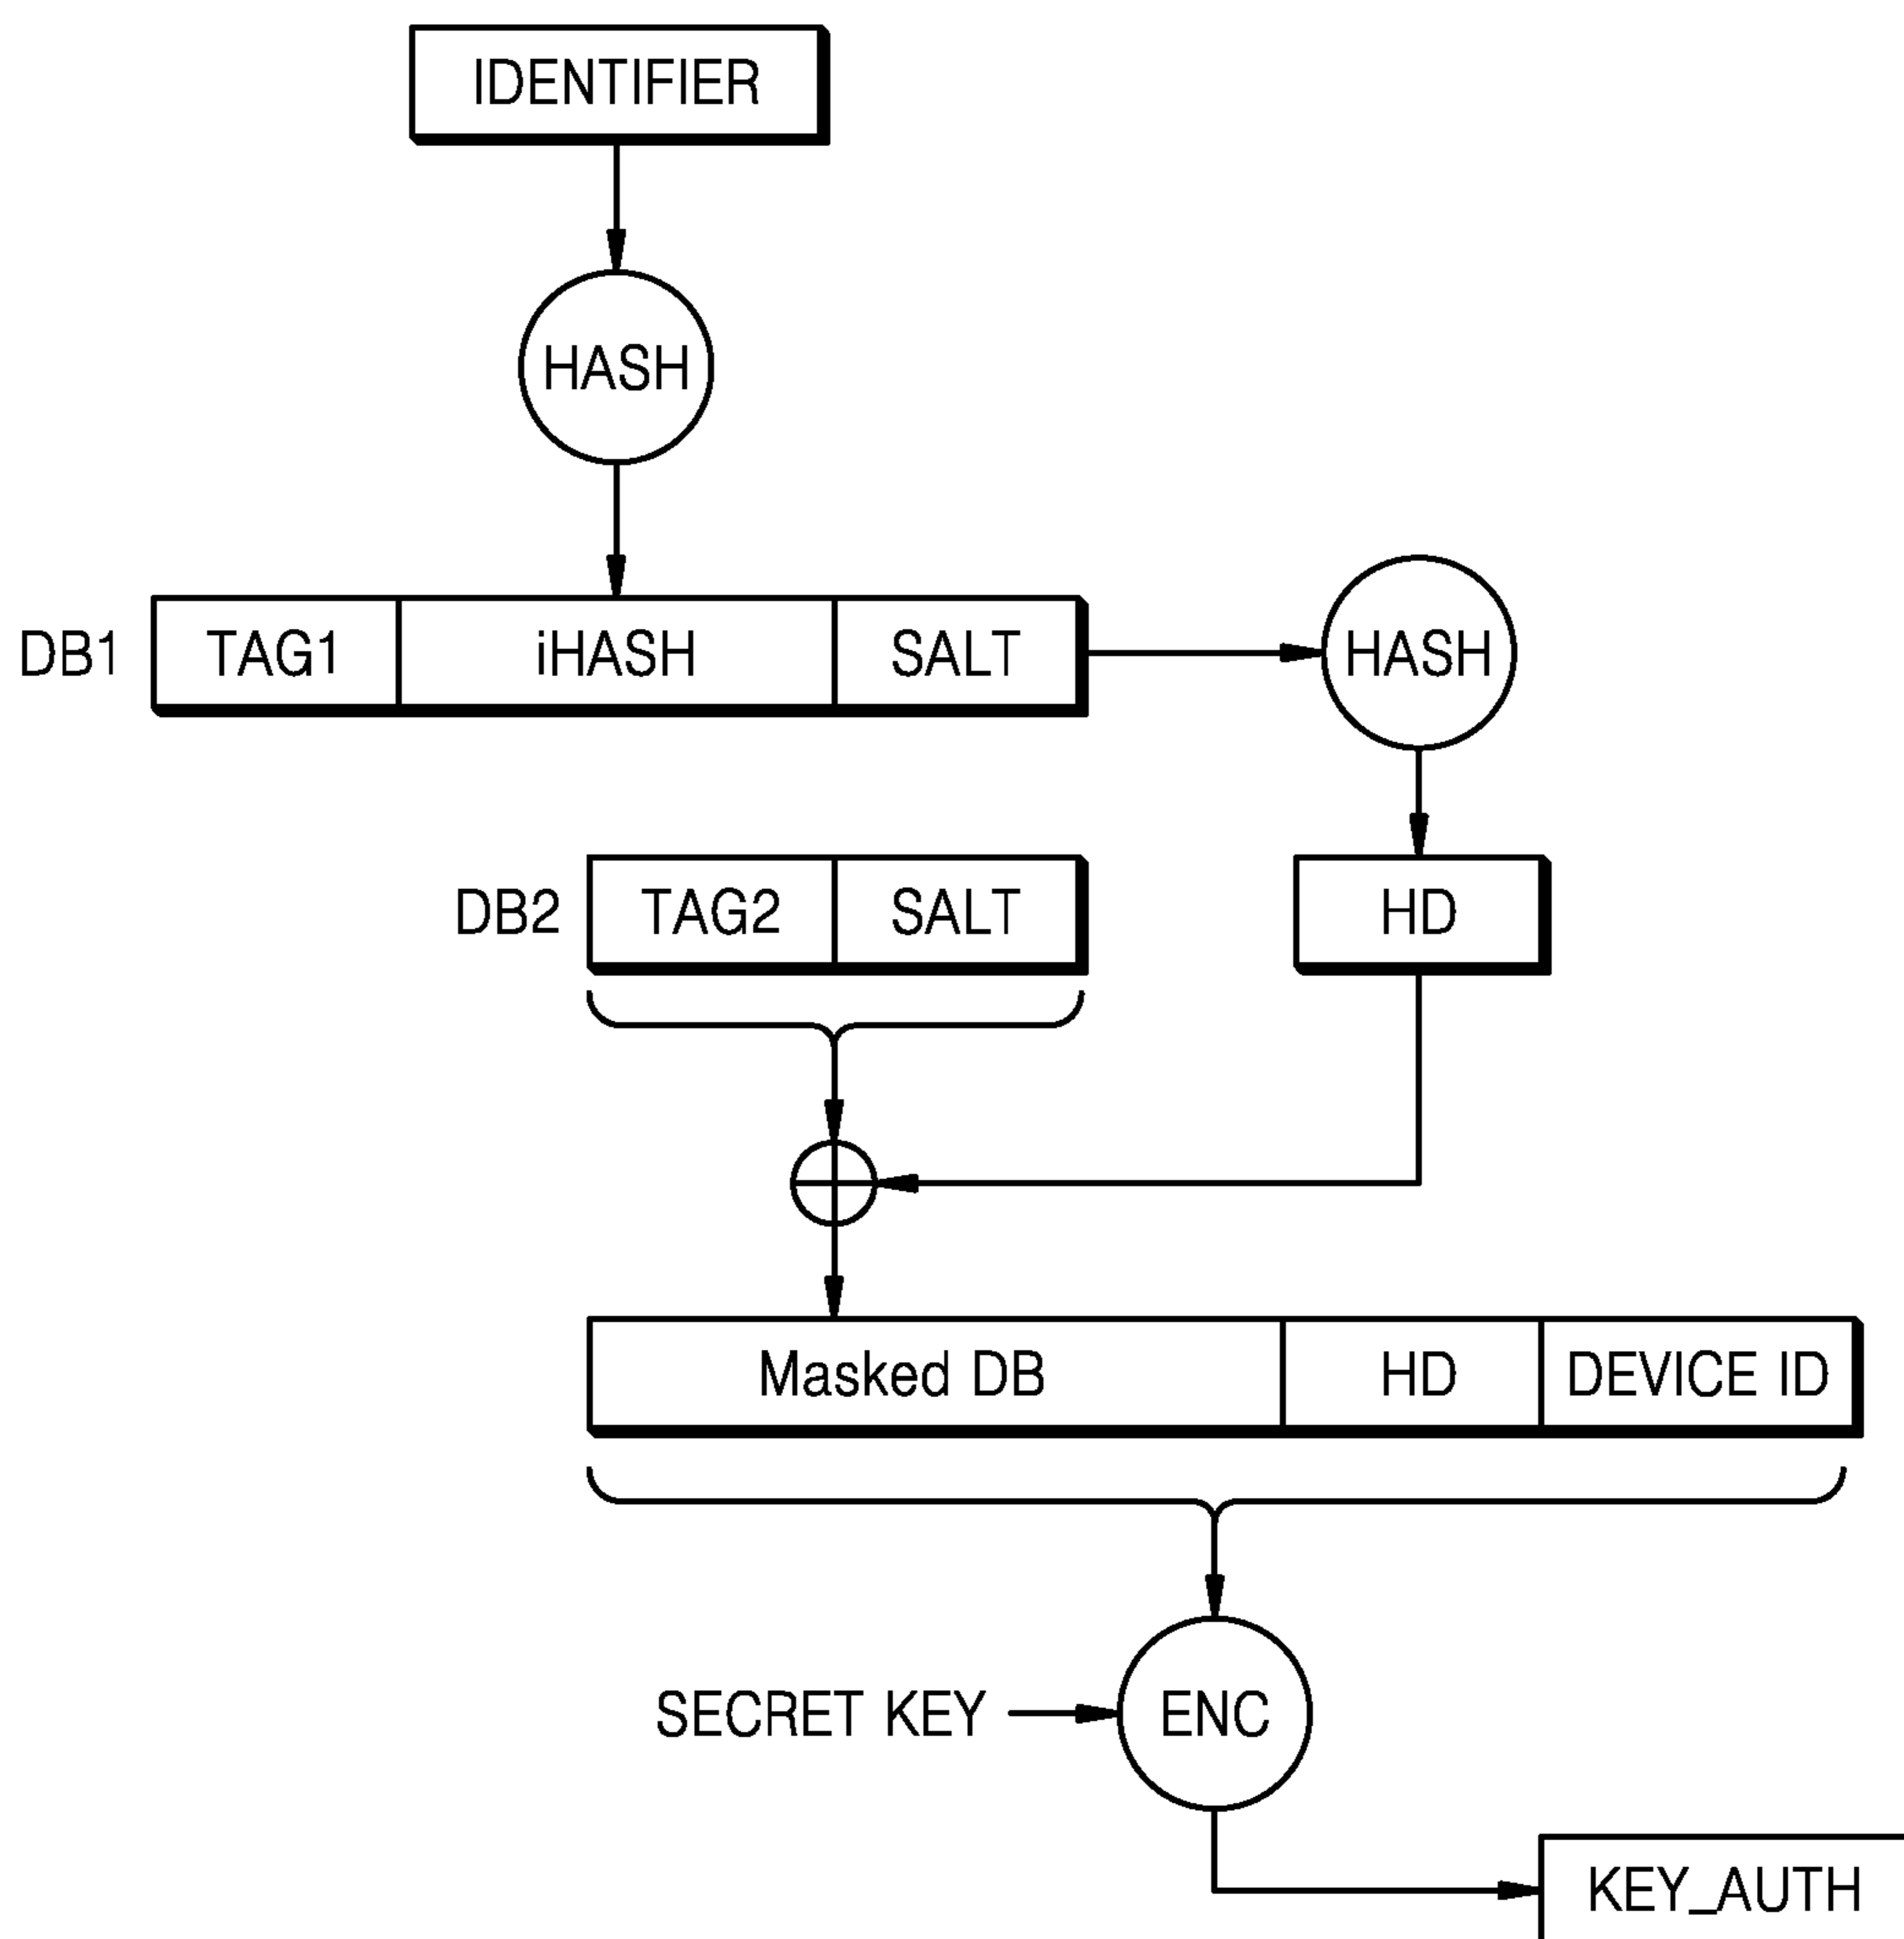 IDENTIFIER
HASH
DB1 TAG1 iHASH SALT HASH
DB2 TAG2 SALT HD
Masked DB HD DEVICE ID
SECRET KEY ENC
KEY_AUTH